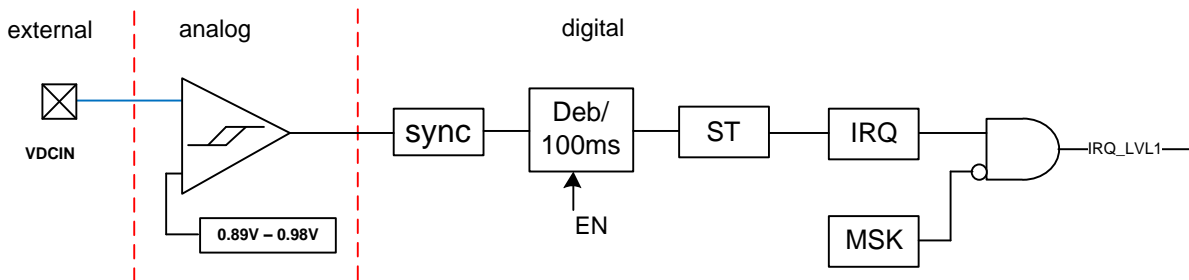 external
analog
digital
VDCIN
0.89V – 0.98V
sync
Deb/
100ms
EN
ST
IRQ
MSK
IRQ_LVL1